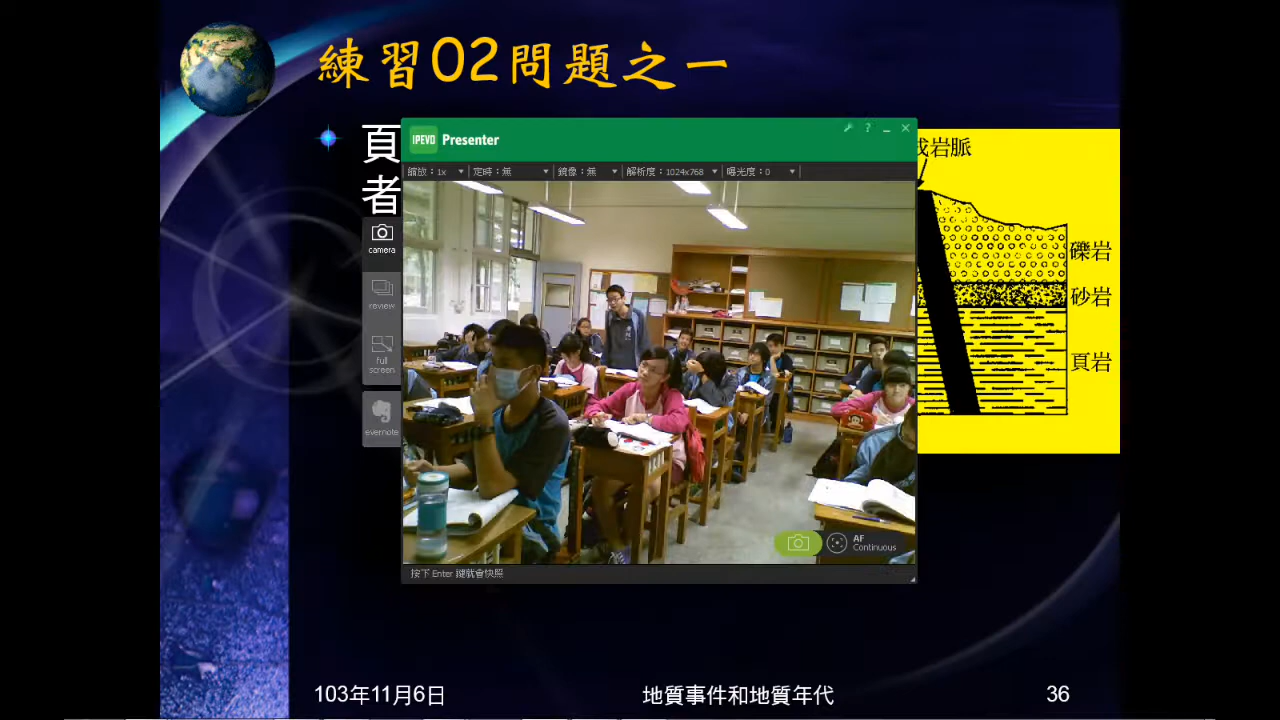 練習02問題之一
頁
者
IPEVO Presenter
縮放：1x 定時：無 鏡像：無 解析度：1024x768 曝光度：0
camera
review
full
screen
evernote
AF
Continuous
按下 Enter 鍵就會快照
岩脈
礫岩
砂岩
頁岩
103年11月6日 地質事件和地質年代 36